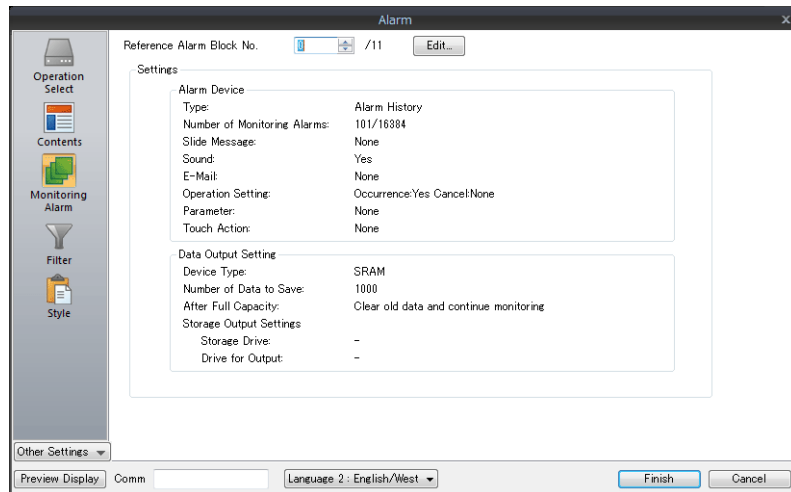 Alarm
x
Reference Alarm Block No. 0 /11 Edit...
Operation Select
Contents
Monitoring Alarm
Filter
Style
Settings
Alarm Device
Type: Alarm History
Number of Monitoring Alarms: 101/16384
Slide Message: None
Sound: Yes
E-Mail: None
Operation Setting: Occurrence:Yes Cancel:None
Parameter: None
Touch Action: None
Data Output Setting
Device Type: SRAM
Number of Data to Save: 1000
After Full Capacity: Clear old data and continue monitoring
Storage Output Settings
Storage Drive: -
Drive for Output: -
Other Settings
Preview Display Comm Language 2 : English/West Finish Cancel